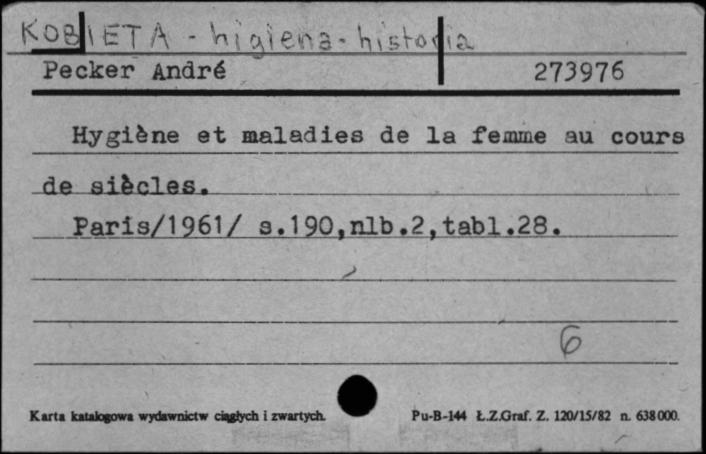 KOBIETA - higiena - historia
Pecker André 273976
Hygiène et maladies de la femme au cours
de siècles.
Paris/1961/ s.190,nlb.2,tabl.28.
6
Karta katalogowa wydawnictw ciągłych i zwartych. Pu-B-144 Ł.Z.Graf. Z. 120/15/82 n. 638000.